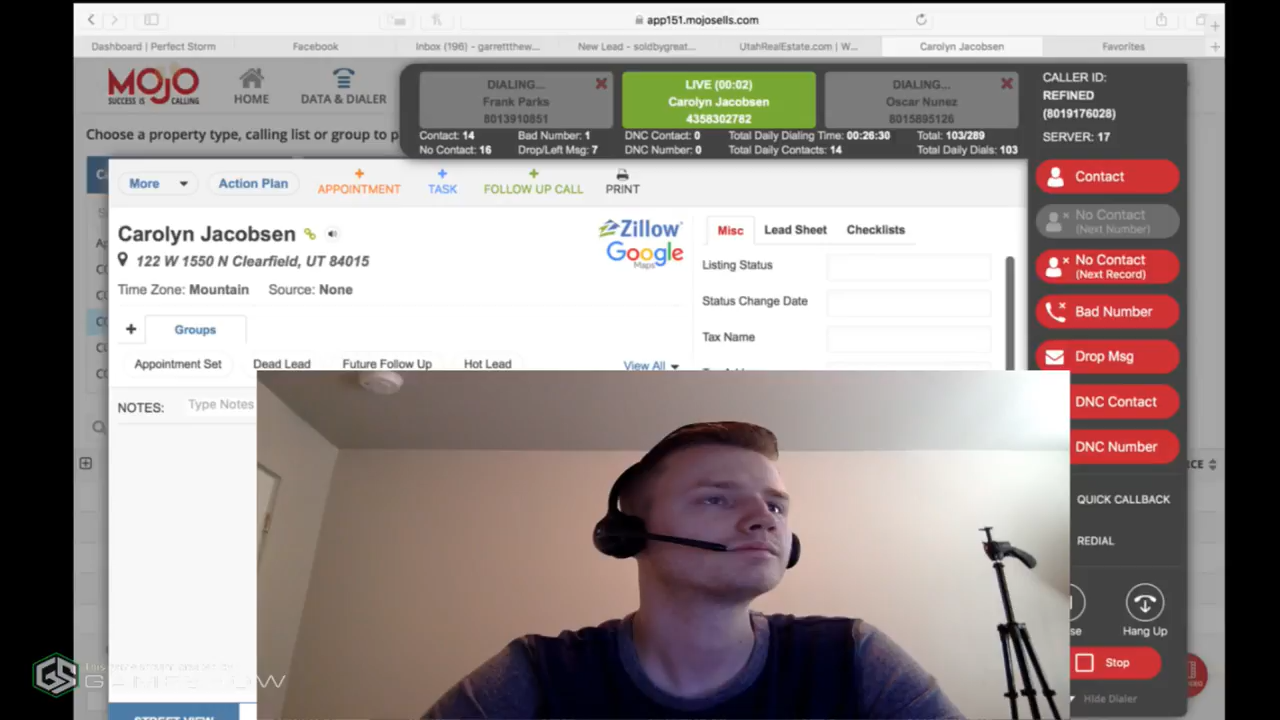 app151.mojosells.com
Dashboard | Perfect Storm
Facebook
Inbox (196) - garrettthew...
New Lead - soldbygreat...
UtahRealEstate.com | W...
Carolyn Jacobsen
Favorites
MOJO
SUCCESS IS CALLING
HOME
DATA & DIALER
DIALING...
Frank Parks
8013910851
LIVE (00:02)
Carolyn Jacobsen
4358302782
DIALING...
Oscar Nunez
8015895126
Contact: 14
Bad Number: 1
DNC Contact: 0
Total Daily Dialing Time: 00:26:30
Total: 103/289
No Contact: 16
Drop/Left Msg: 7
DNC Number: 0
Total Daily Contacts: 14
Total Daily Dials: 103
CALLER ID:
REFINED
(8019176028)
SERVER: 17
Choose a property type, calling list or group to p
More
Action Plan
APPOINTMENT
TASK
FOLLOW UP CALL
PRINT
Carolyn Jacobsen
122 W 1550 N Clearfield, UT 84015
Time Zone: Mountain
Source: None
Zillow
Google
Maps
Groups
Appointment Set
Dead Lead
Future Follow Up
Hot Lead
View All
NOTES:
Type Notes
Misc
Lead Sheet
Checklists
Listing Status
Status Change Date
Tax Name
Contact
No Contact
(Next Number)
No Contact
(Next Record)
Bad Number
Drop Msg
DNC Contact
DNC Number
QUICK CALLBACK
REDIAL
se
Hang Up
Stop
Hide Dialer
RCE
STREET VIEW
GS